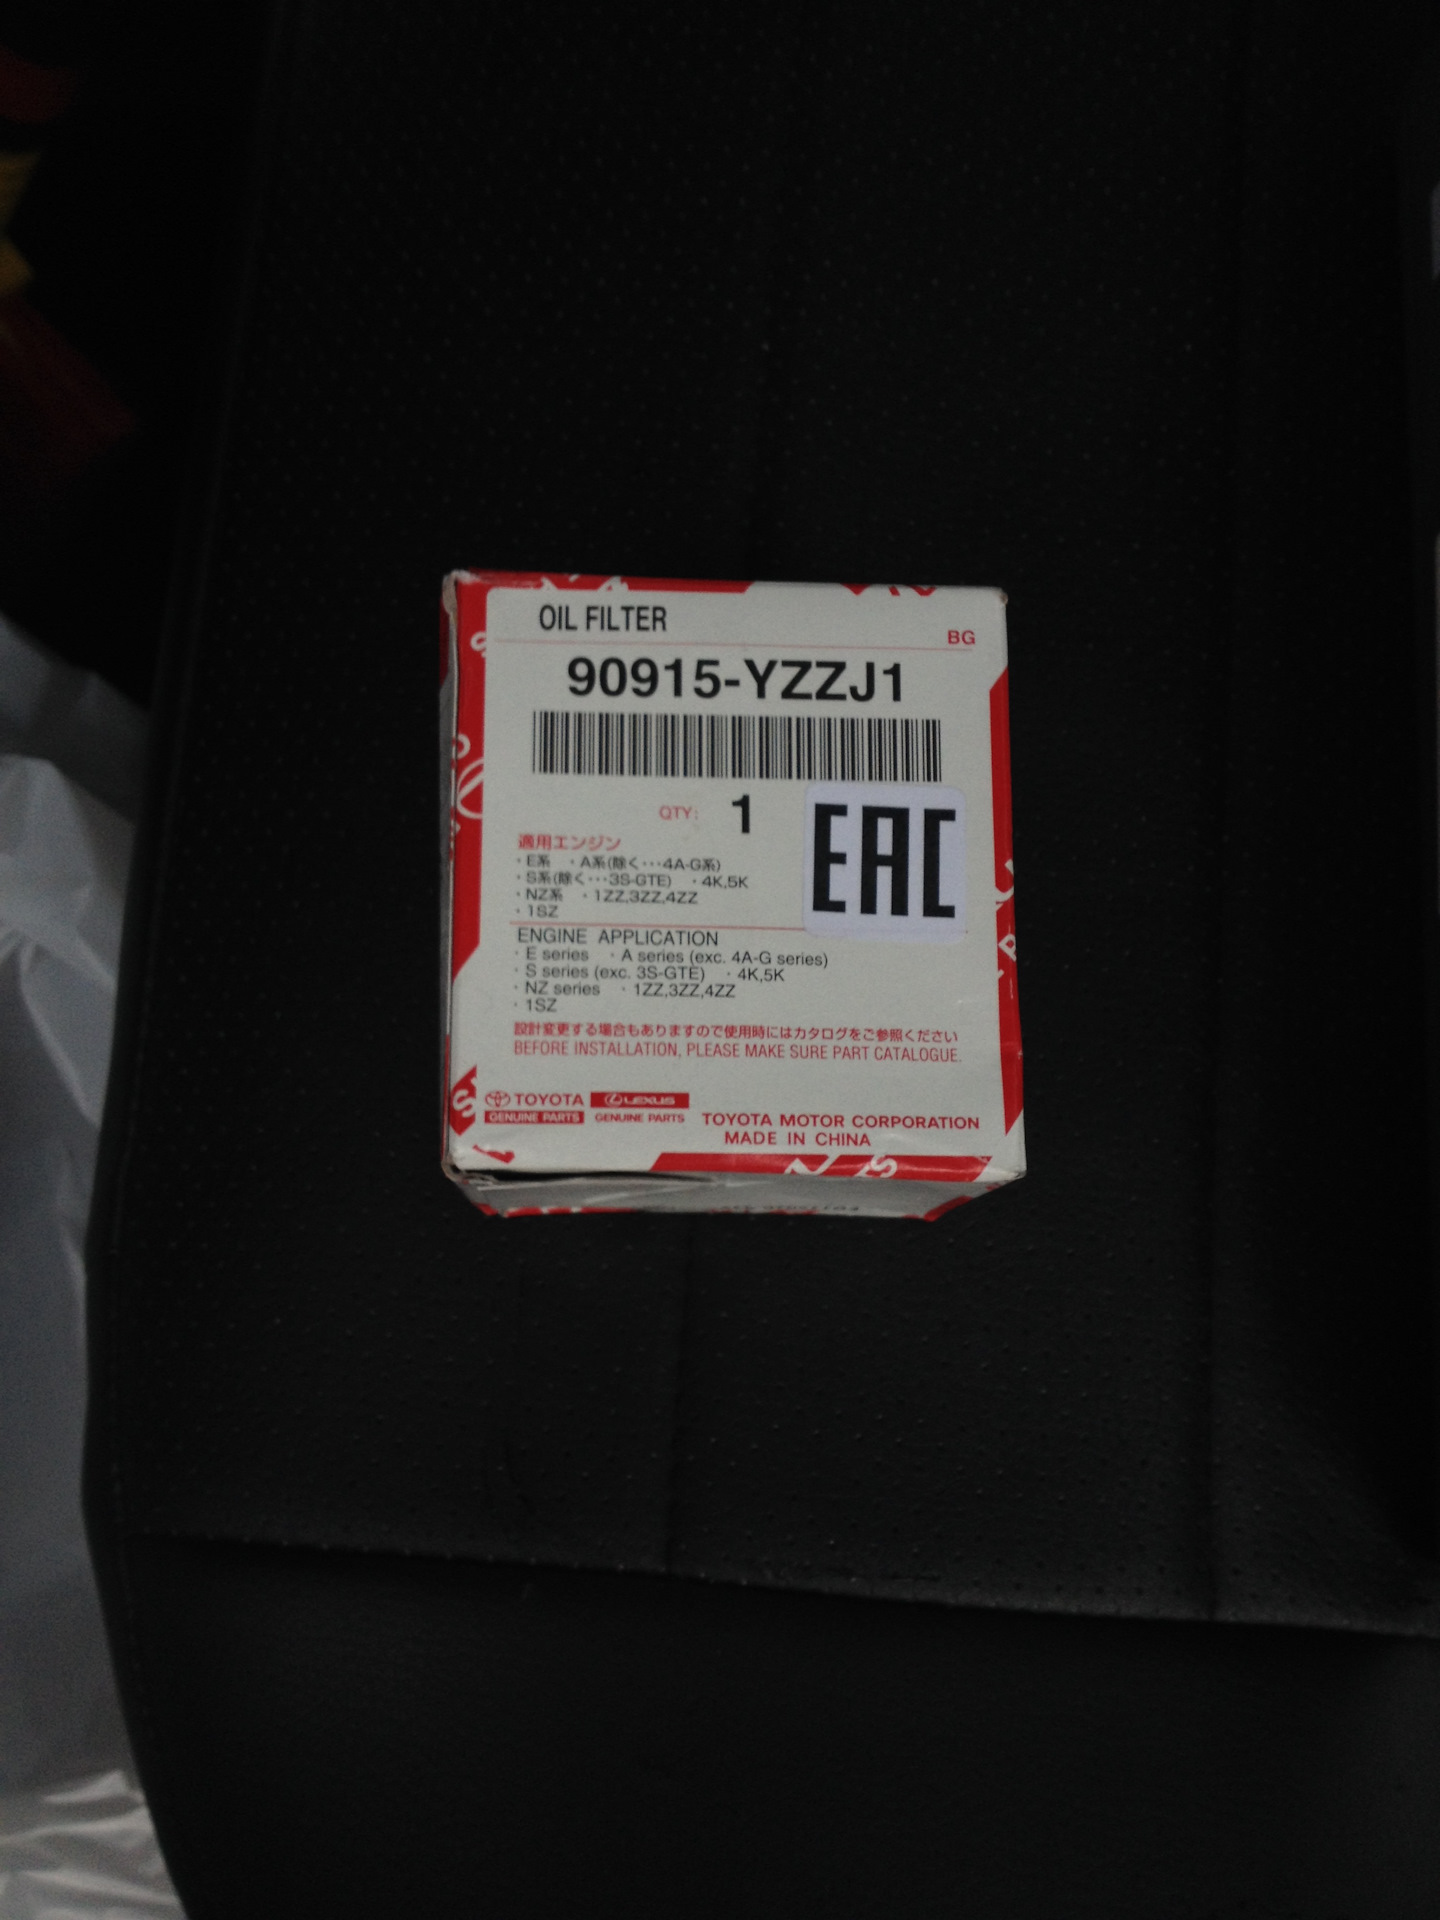 OIL FILTER
BG
90915-YZZJ1
QTY: 1
EAC
適用エンジン
・E系 ・A系(除く…4A-G系)
・S系(除く…3S-GTE) ・4K,5K
・NZ系 ・1ZZ,3ZZ,4ZZ
・1SZ
ENGINE APPLICATION
・E series ・A series (exc. 4A-G series)
・S series (exc. 3S-GTE) ・4K,5K
・NZ series ・1ZZ,3ZZ,4ZZ
・1SZ
設計変更する場合もありますので使用時にはカタログをご参照ください
BEFORE INSTALLATION, PLEASE MAKE SURE PART CATALOGUE.
TOYOTA LEXUS
GENUINE PARTS GENUINE PARTS
TOYOTA MOTOR CORPORATION
MADE IN CHINA